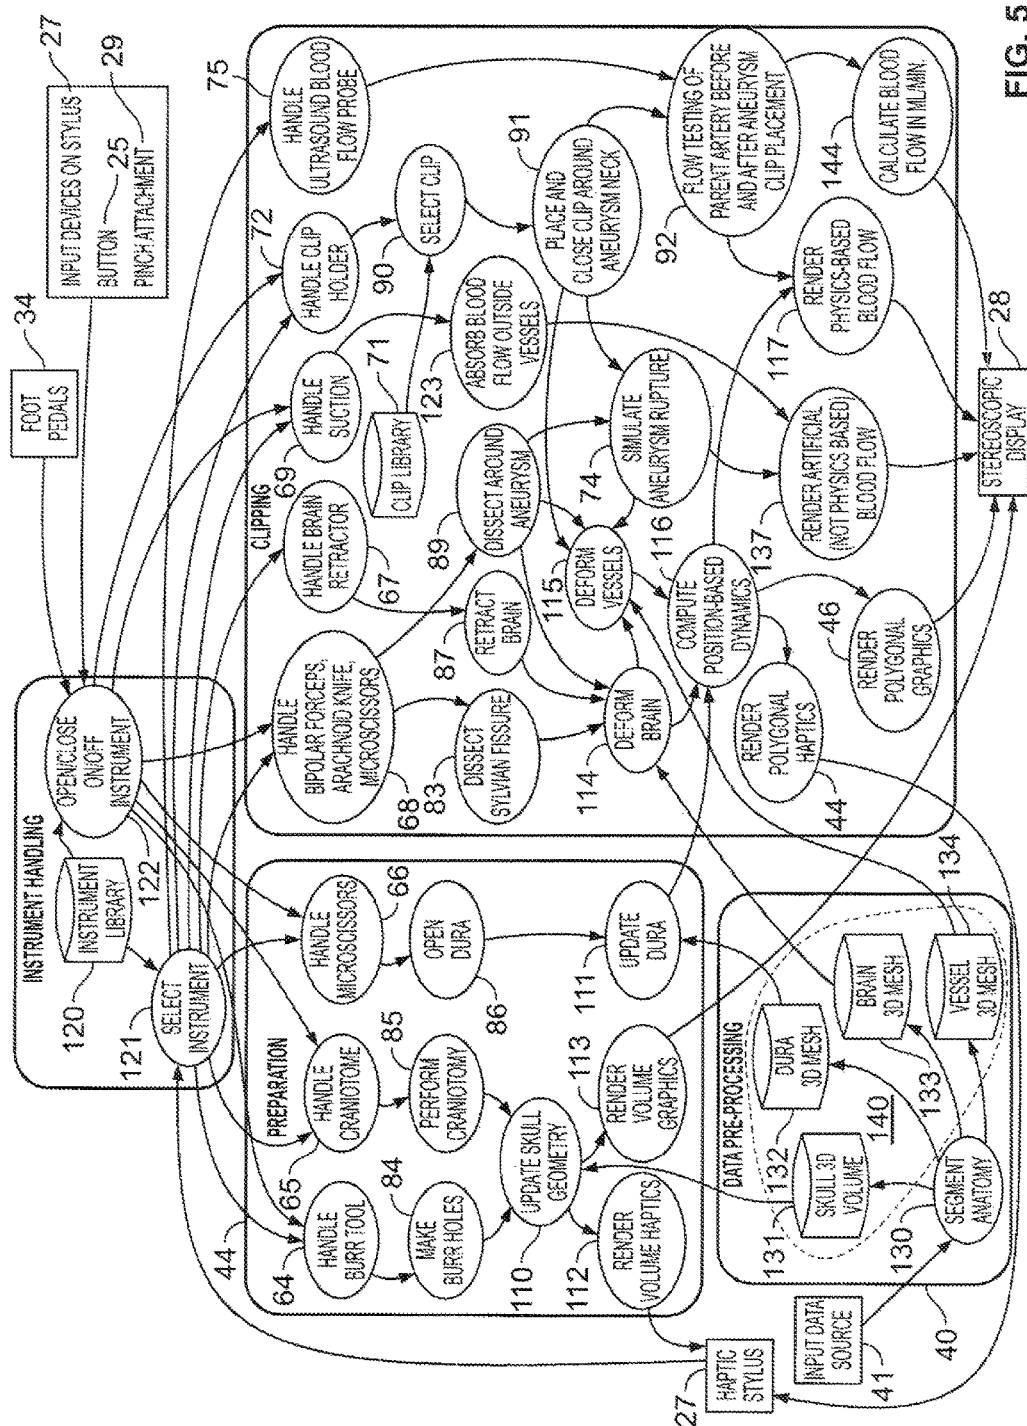 INPUT DEVICES ON STYLUS
27
BUTTON
25
PINCH ATTACHMENT
29
34
FOOT
PEDALS
INSTRUMENT HANDLING
INSTRUMENT
LIBRARY
120
OPEN/CLOSE
ON/OFF
INSTRUMENT
122
SELECT
INSTRUMENT
121
44
PREPARATION
HANDLE
BURR TOOL
64
HANDLE
CRANIOTOME
65
HANDLE
MICROSCISSORS
66
MAKE
BURR HOLES
84
PERFORM
CRANIOTOMY
85
OPEN
DURA
86
UPDATE SKULL
GEOMETRY
110
UPDATE
DURA
111
RENDER
VOLUME HAPTICS
112
RENDER
VOLUME
GRAPHICS
113
CLIPPING
HANDLE
BIPOLAR FORCEPS,
ARACHNOID KNIFE,
MICROSCISSORS
68
HANDLE BRAIN
RETRACTOR
67
HANDLE
SUCTION
69
HANDLE CLIP
HOLDER
72
HANDLE
ULTRASOUND BLOOD
FLOW PROBE
75
CLIP LIBRARY
71
SELECT CLIP
90
DISSECT
SYLVIAN FISSURE
83
RETRACT
BRAIN
87
DISSECT AROUND
ANEURYSM
89
ABSORB BLOOD
FLOW OUTSIDE
VESSELS
123
PLACE AND
CLOSE CLIP AROUND
ANEURYSM NECK
91
DEFORM
BRAIN
114
DEFORM
VESSELS
115
SIMULATE
ANEURYSM RUPTURE
74
FLOW TESTING OF
PARENT ARTERY BEFORE
AND AFTER ANEURYSM
CLIP PLACEMENT
92
COMPUTE
POSITION-BASED
DYNAMICS
116
RENDER
POLYGONAL
HAPTICS
44
RENDER
POLYGONAL
GRAPHICS
46
RENDER ARTIFICIAL
(NOT PHYSICS BASED)
BLOOD FLOW
137
RENDER
PHYSICS-BASED
BLOOD FLOW
117
CALCULATE BLOOD
FLOW IN ML/MIN.
144
STEREOSCOPIC
DISPLAY
28
HAPTIC
STYLUS
27
INPUT DATA
SOURCE
41
DATA PRE-PROCESSING
40
SEGMENT
ANATOMY
130
SKULL 3D
VOLUME
131
DURA
3D MESH
132
BRAIN
3D MESH
133
VESSEL
3D MESH
134
140
FIG. 5